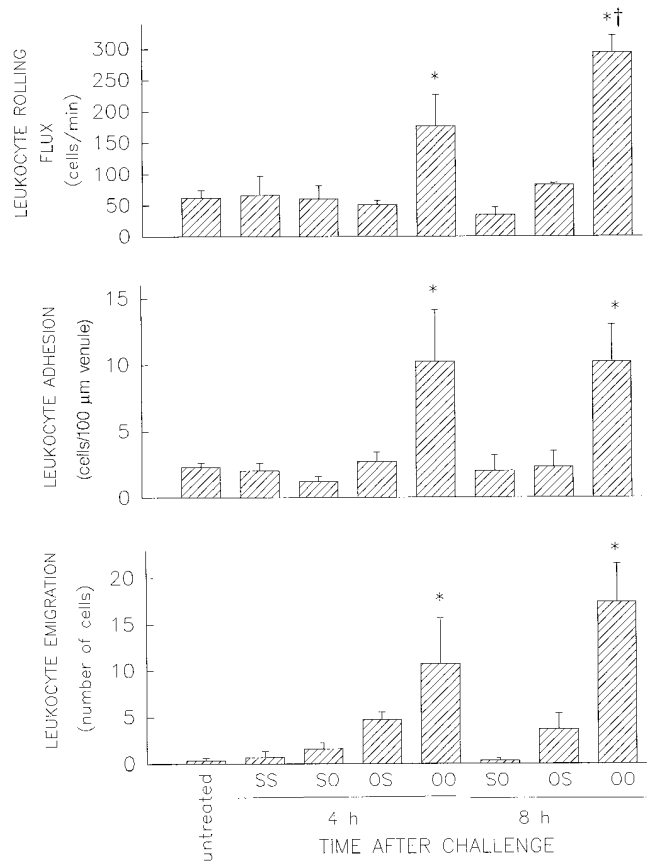 LEUKOCYTE ROLLING
FLUX
(cells/min)
300
250
200
150
100
50
0
*
*†
LEUKOCYTE ADHESION
(cells/100 µm venule)
15
10
5
0
*
*
LEUKOCYTE EMIGRATION
(number of cells)
20
15
10
5
0
*
*
untreated
SS
SO
OS
OO
SO
OS
OO
4 h
8 h
TIME AFTER CHALLENGE